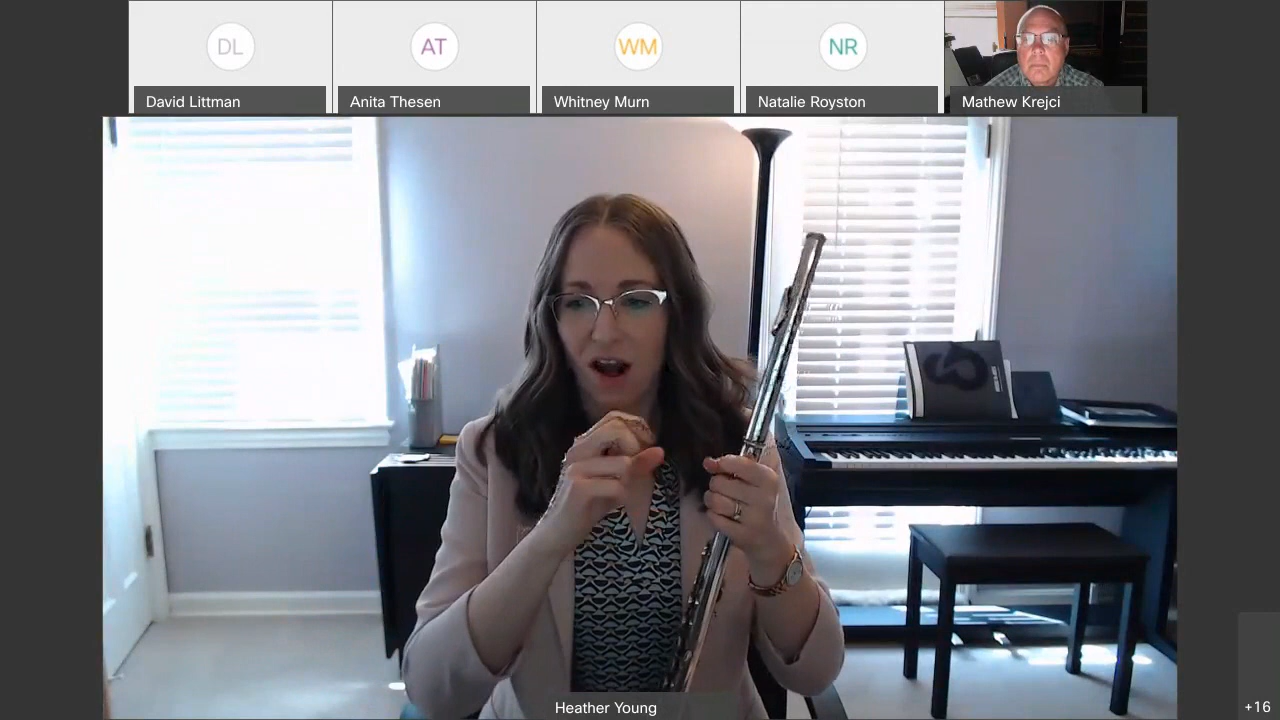 DL
AT
WM
NR
David Littman
Anita Thesen
Whitney Murn
Natalie Royston
Mathew Krejci
Heather Young
+16